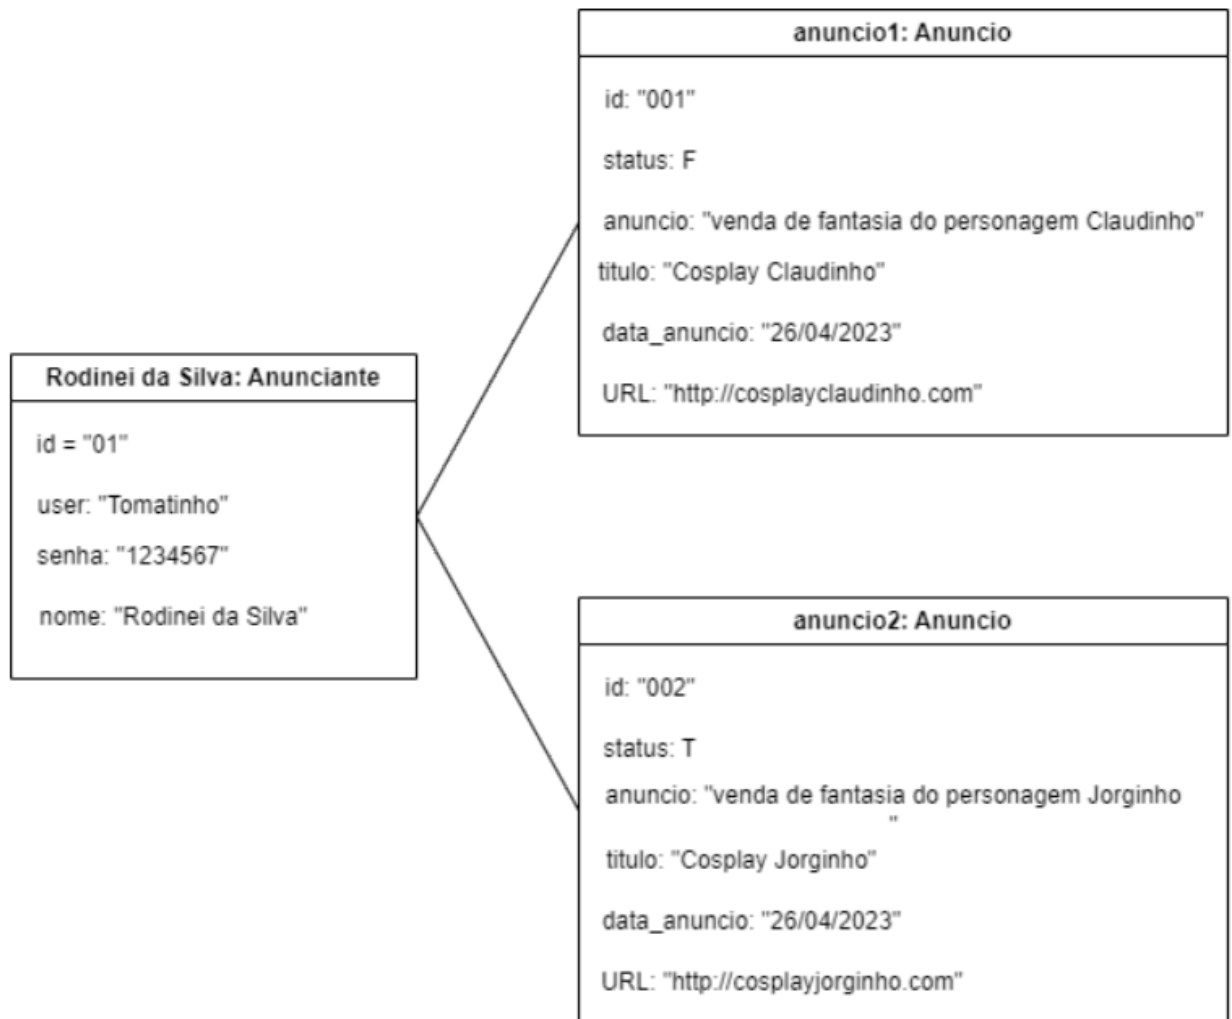 anuncio1: Anuncio
id: "001"
status: F
anuncio: "venda de fantasia do personagem Claudinho"
titulo: "Cosplay Claudinho"
data_anuncio: "26/04/2023"
URL: "http://cosplayclaudinho.com"
Rodinei da Silva: Anunciante
id = "01"
user: "Tomatinho"
senha: "1234567"
nome: "Rodinei da Silva"
anuncio2: Anuncio
id: "002"
status: T
anuncio: "venda de fantasia do personagem Jorginho
"
titulo: "Cosplay Jorginho"
data_anuncio: "26/04/2023"
URL: "http://cosplayjorginho.com"